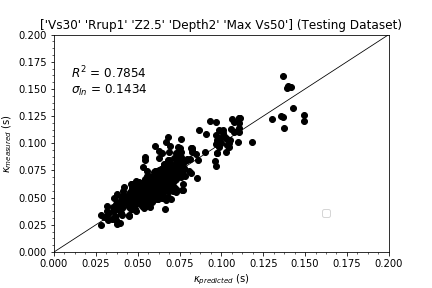 ['Vs30' 'Rrup1' 'Z2.5' 'Depth2' 'Max Vs50'] (Testing Dataset)
0.200
0.175
0.150
0.125
0.100
0.075
0.050
0.025
0.000
κmeasured (s)
R² = 0.7854
σln = 0.1434
0.000 0.025 0.050 0.075 0.100 0.125 0.150 0.175 0.200
κpredicted (s)